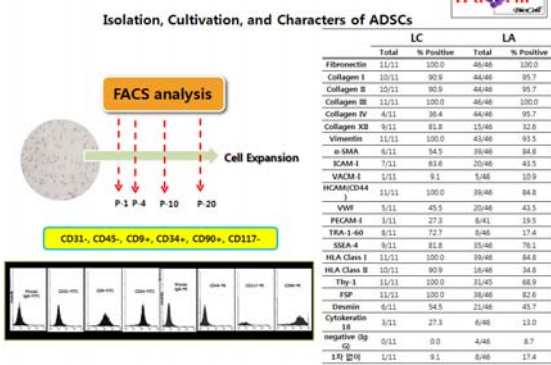 Isolation, Cultivation, and Characters of ADSCs
BioCell
FACS analysis
Cell Expansion
P-1 P-4 P-10 P-20
CD31-, CD45-, CD9+, CD34+, CD90+, CD117-
LC LA
Total % Positive Total % Positive
Fibronectin 11/11 100.0 46/46 100.0
Collagen I 10/11 90.9 44/46 95.7
Collagen II 10/11 90.9 44/46 95.7
Collagen III 11/11 100.0 46/46 100.0
Collagen IV 4/11 36.4 44/46 95.7
Collagen XII 9/11 81.8 15/46 32.6
Vimentin 11/11 100.0 43/46 93.5
α-SMA 6/11 54.5 39/46 84.8
ICAM-I 7/11 63.6 20/46 43.5
VACM-I 1/11 9.1 5/46 10.9
HCAM(CD44
) 11/11 100.0 39/46 84.8
VWF 5/11 45.5 20/46 43.5
PECAM-I 3/11 27.3 8/41 19.5
TRA-1-60 8/11 72.7 8/46 17.4
SSEA-4 9/11 81.8 35/46 76.1
HLA Class I 11/11 100.0 39/46 84.8
HLA Class II 10/11 90.9 16/46 34.8
Thy-1 11/11 100.0 31/45 68.9
FSP 11/11 100.0 38/46 82.6
Desmin 6/11 54.5 21/46 45.7
Cytokeratin
18 3/11 27.3 6/46 13.0
negative (Ig
G) 0/11 0.0 4/46 8.7
1차 없이 1/11 9.1 8/46 17.4